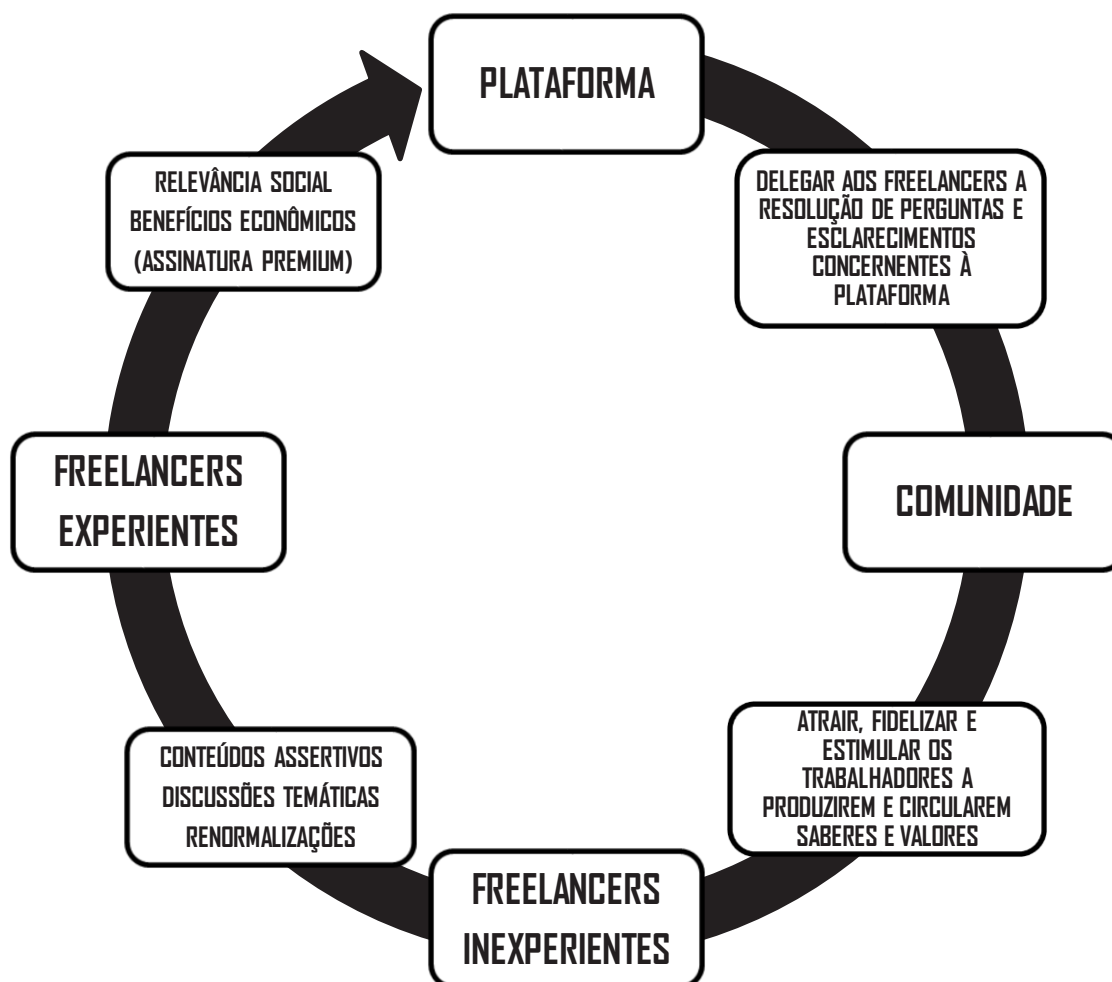 PLATAFORMA
DELEGAR AOS FREELANCERS A
RESOLUÇÃO DE PERGUNTAS E
ESCLARECIMENTOS
CONCERNENTES À
PLATAFORMA
COMUNIDADE
ATRAIR, FIDELIZAR E
ESTIMULAR OS
TRABALHADORES A
PRODUZIREM E CIRCULAREM
SABERES E VALORES
FREELANCERS
INEXPERIENTES
CONTEÚDOS ASSERTIVOS
DISCUSSÕES TEMÁTICAS
RENORMALIZAÇÕES
FREELANCERS
EXPERIENTES
RELEVÂNCIA SOCIAL
BENEFÍCIOS ECONÔMICOS
(ASSINATURA PREMIUM)